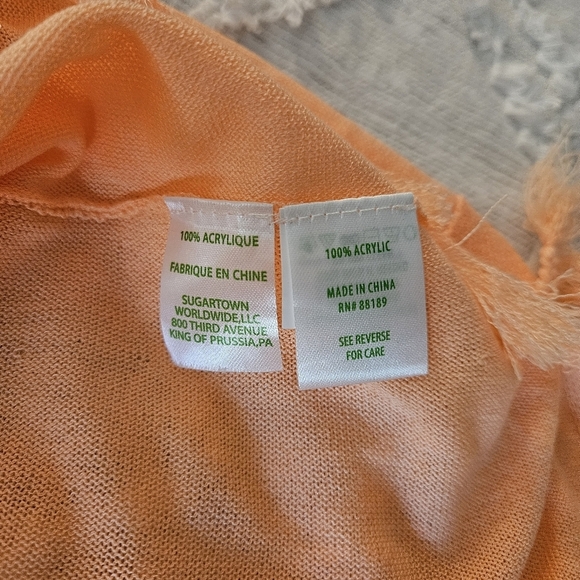 100% ACRYLIQUE
FABRIQUE EN CHINE
SUGARTOWN
WORLDWIDE,LLC
800 THIRD AVENUE
KING OF PRUSSIA,PA
100% ACRYLIC
MADE IN CHINA
RN# 88189
SEE REVERSE
FOR CARE